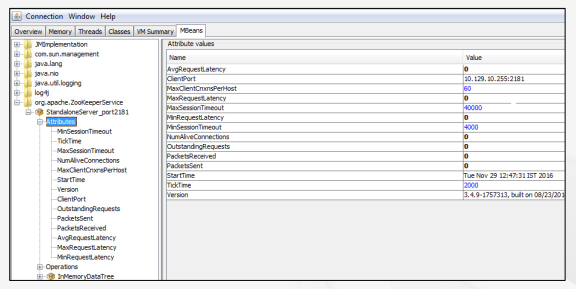 Connection Window Help
Overview Memory Threads Classes VM Summary MBeans
JMImplementation
com.sun.management
java.lang
java.nio
java.util.logging
log4j
org.apache.ZooKeeperService
StandaloneServer_port2181
Attributes
MinSessionTimeout
TickTime
MaxSessionTimeout
NumAliveConnections
MaxClientCnxnsPerHost
StartTime
Version
ClientPort
OutstandingRequests
PacketsSent
PacketsReceived
AvgRequestLatency
MaxRequestLatency
MinRequestLatency
Operations
InMemoryDataTree
Attribute values
Name Value
AvgRequestLatency 0
ClientPort 10.129.10.255:2181
MaxClientCnxnsPerHost 60
MaxRequestLatency 0
MaxSessionTimeout 40000
MinRequestLatency 0
MinSessionTimeout 4000
NumAliveConnections 0
OutstandingRequests 0
PacketsReceived 0
PacketsSent 0
StartTime Tue Nov 29 12:47:31 IST 2016
TickTime 2000
Version 3.4.9-1757313, built on 08/23/201